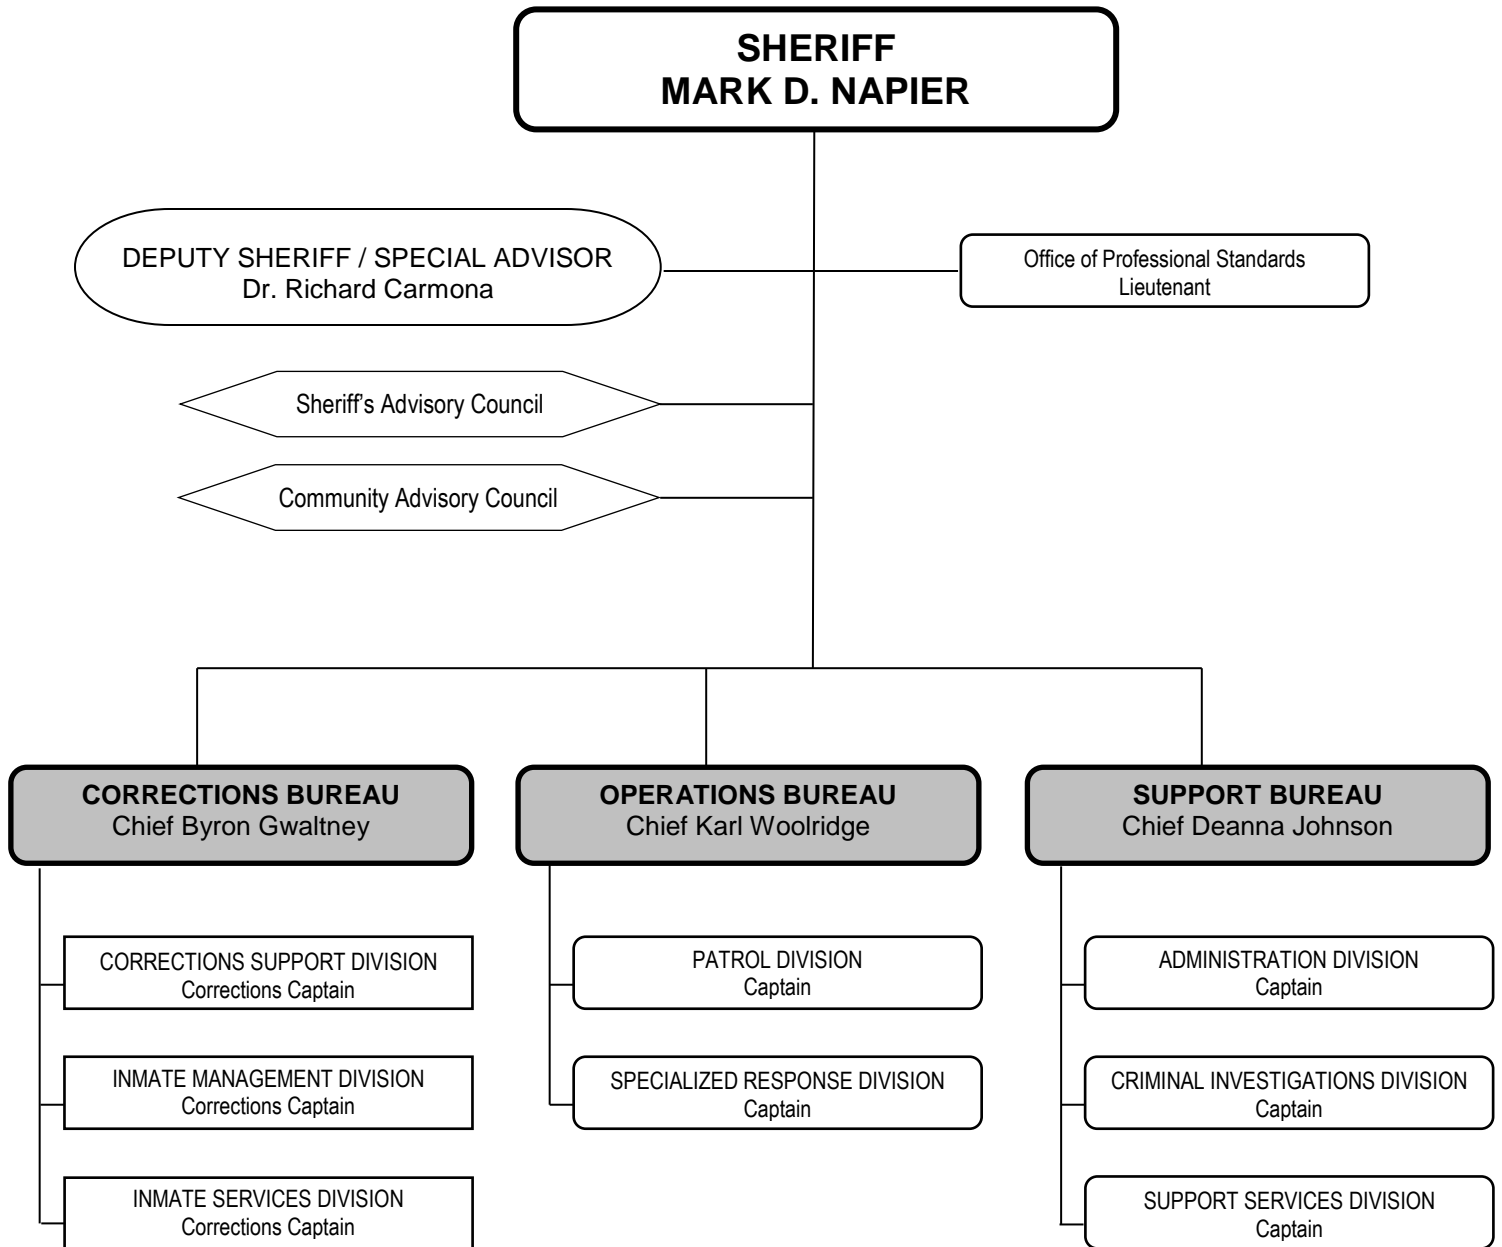 SHERIFF
MARK D. NAPIER
DEPUTY SHERIFF / SPECIAL ADVISOR
Dr. Richard Carmona
Office of Professional Standards
Lieutenant
Sheriff's Advisory Council
Community Advisory Council
CORRECTIONS BUREAU
Chief Byron Gwaltney
OPERATIONS BUREAU
Chief Karl Woolridge
SUPPORT BUREAU
Chief Deanna Johnson
CORRECTIONS SUPPORT DIVISION
Corrections Captain
PATROL DIVISION
Captain
ADMINISTRATION DIVISION
Captain
INMATE MANAGEMENT DIVISION
Corrections Captain
SPECIALIZED RESPONSE DIVISION
Captain
CRIMINAL INVESTIGATIONS DIVISION
Captain
INMATE SERVICES DIVISION
Corrections Captain
SUPPORT SERVICES DIVISION
Captain